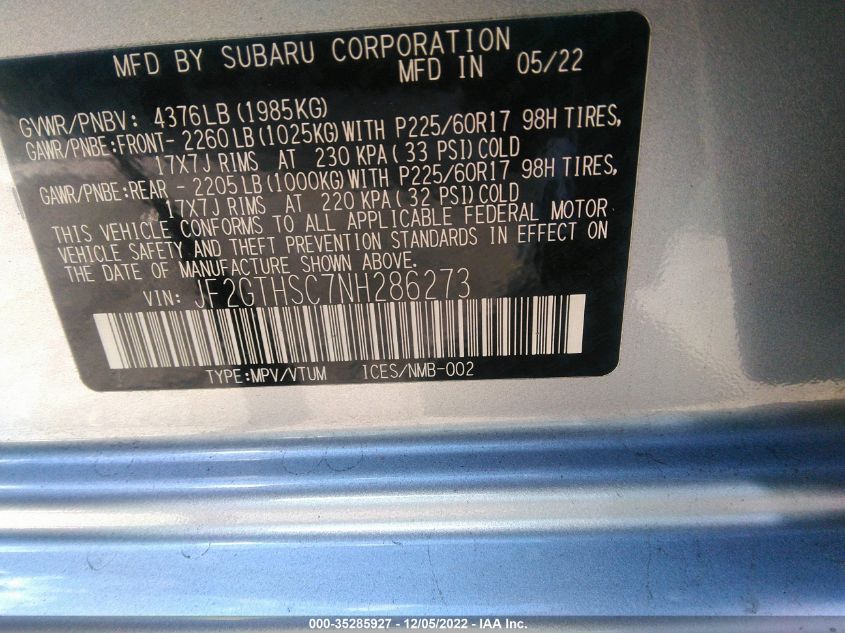 MFD BY SUBARU CORPORATION
MFD IN 05/22
GVWR/PNBV: 4376LB (1985KG)
GAWR/PNBE:FRONT- 2260 LB (1025KG) WITH P225/60R17 98H TIRES,
17X7J RIMS AT 230 KPA ( 33 PSI) COLD
GAWR/PNBE:REAR - 2205 LB (1000KG) WITH P225/60R17 98H TIRES,
17X7J RIMS AT 220 KPA ( 32 PSI) COLD
THIS VEHICLE CONFORMS TO ALL APPLICABLE FEDERAL MOTOR
VEHICLE SAFETY AND THEFT PREVENTION STANDARDS IN EFFECT ON
THE DATE OF MANUFACTURE SHOWN ABOVE.
VIN: JF2GTHSC7NH286273
TYPE:MPV/VTUM ICES/NMB-002
000-35285927 - 12/05/2022 - IAA Inc.